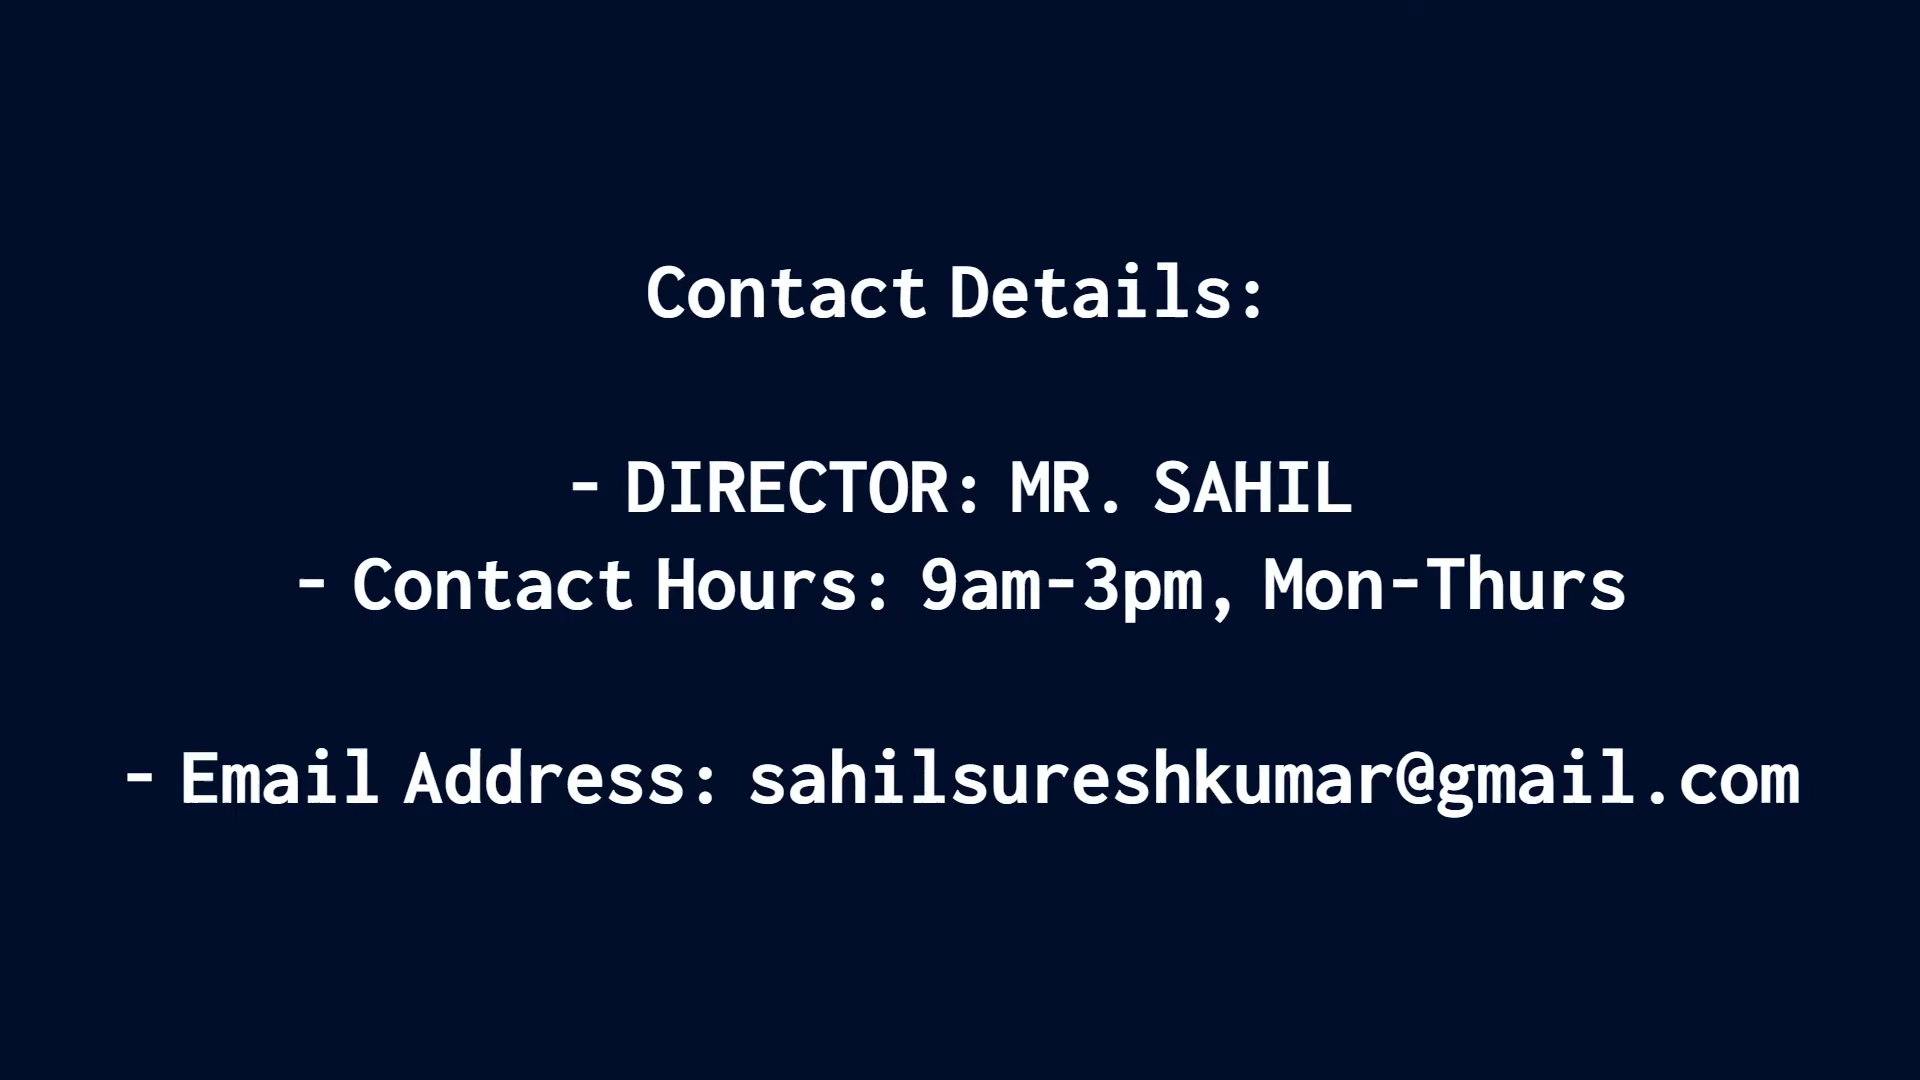 Contact Details:
- DIRECTOR: MR. SAHIL
- Contact Hours: 9am-3pm, Mon-Thurs
- Email Address: sahilsureshkumar@gmail.com